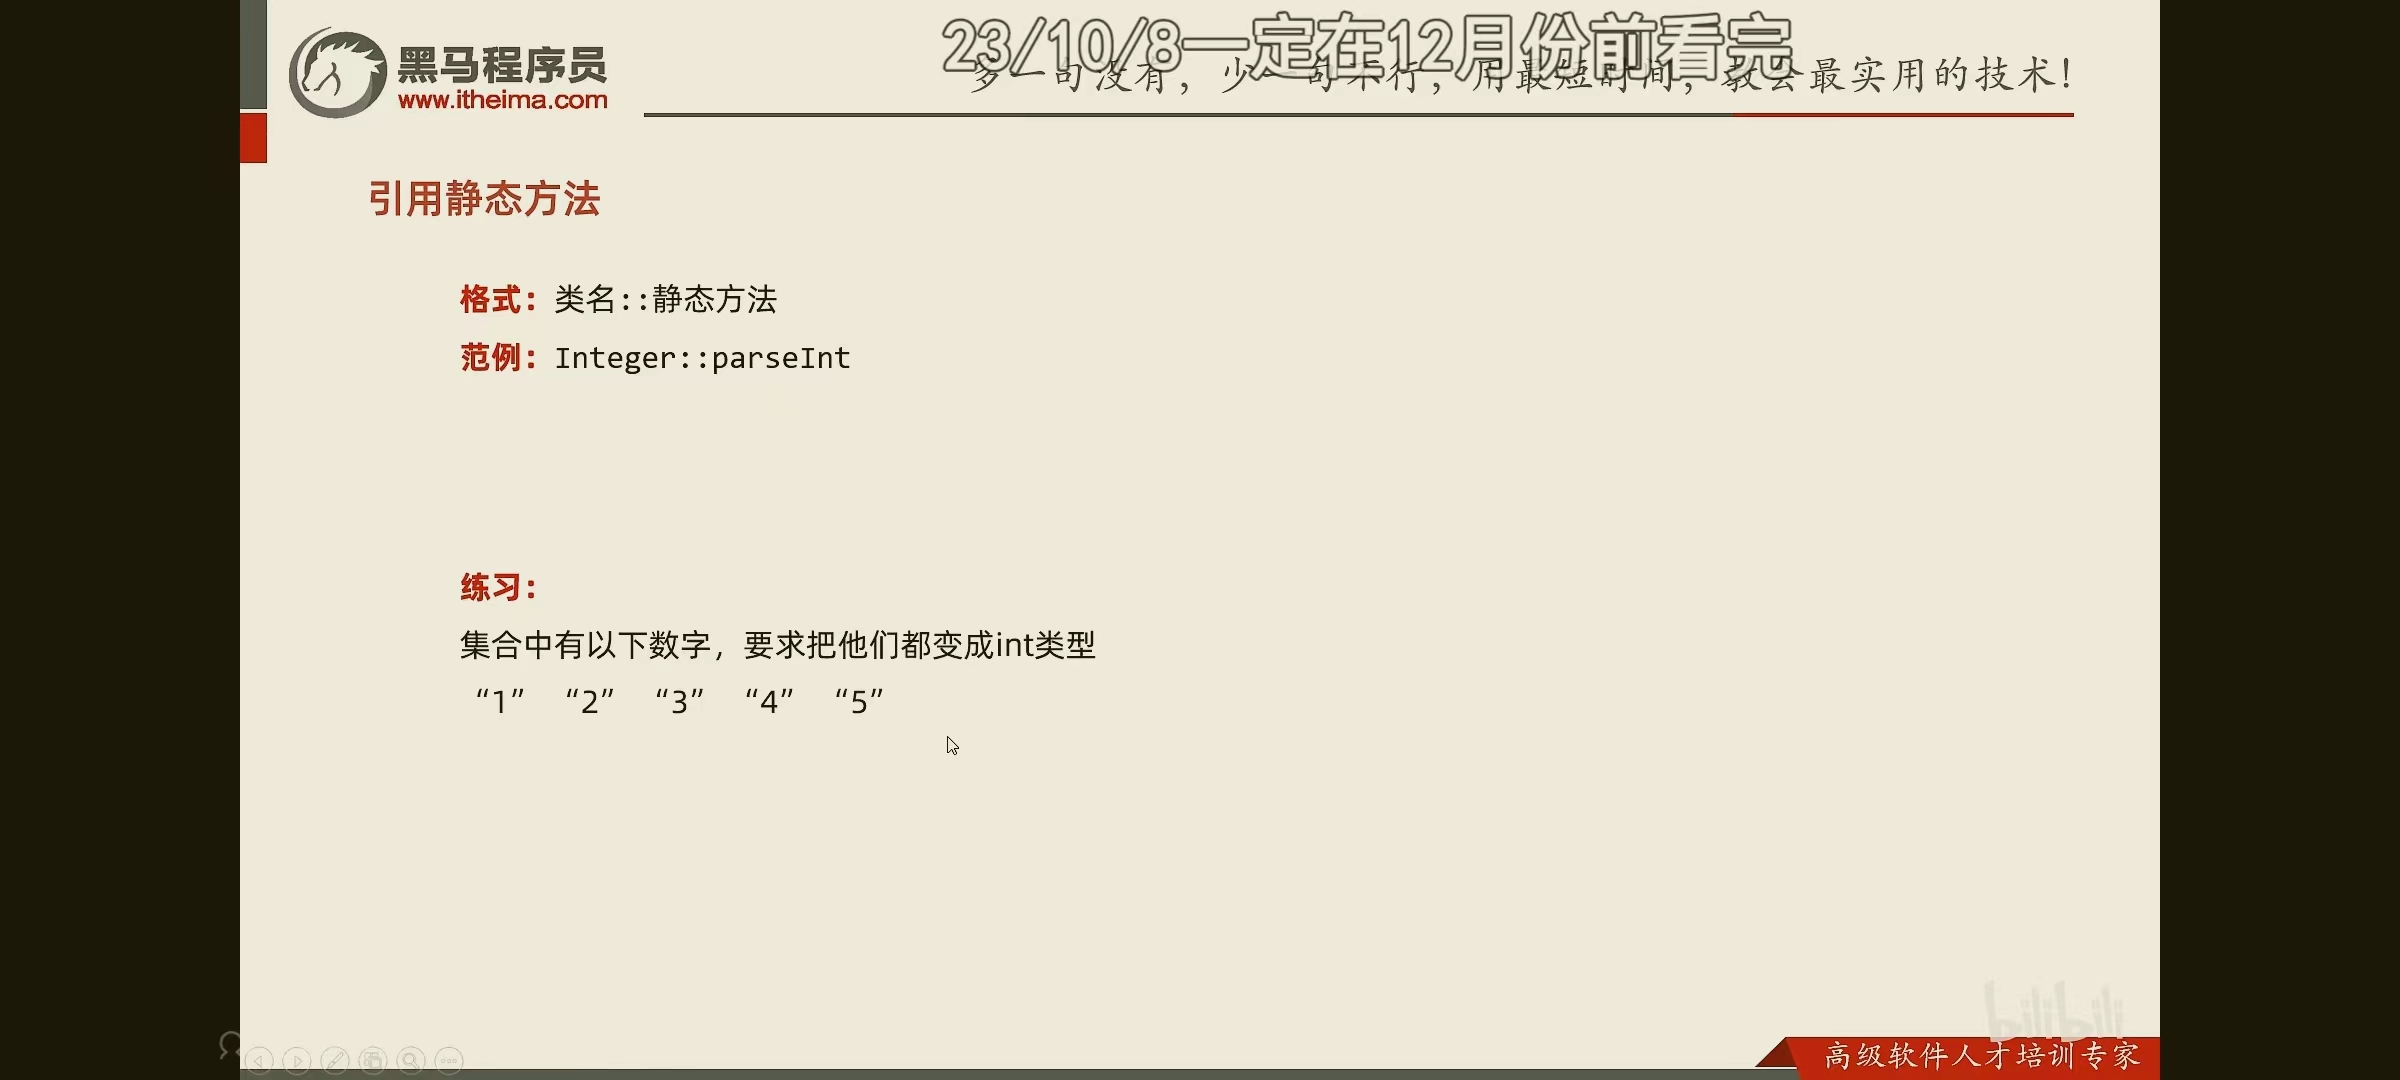 黑马程序员
www.itheima.com
23/10/8一定在12月份前看完
多一句没有，少一句不行，用最短时间，教会最实用的技术！
引用静态方法
格式：类名::静态方法
范例：Integer::parseInt
练习：
集合中有以下数字，要求把他们都变成int类型
“1” “2” “3” “4” “5”
bilibili
高级软件人才培训专家